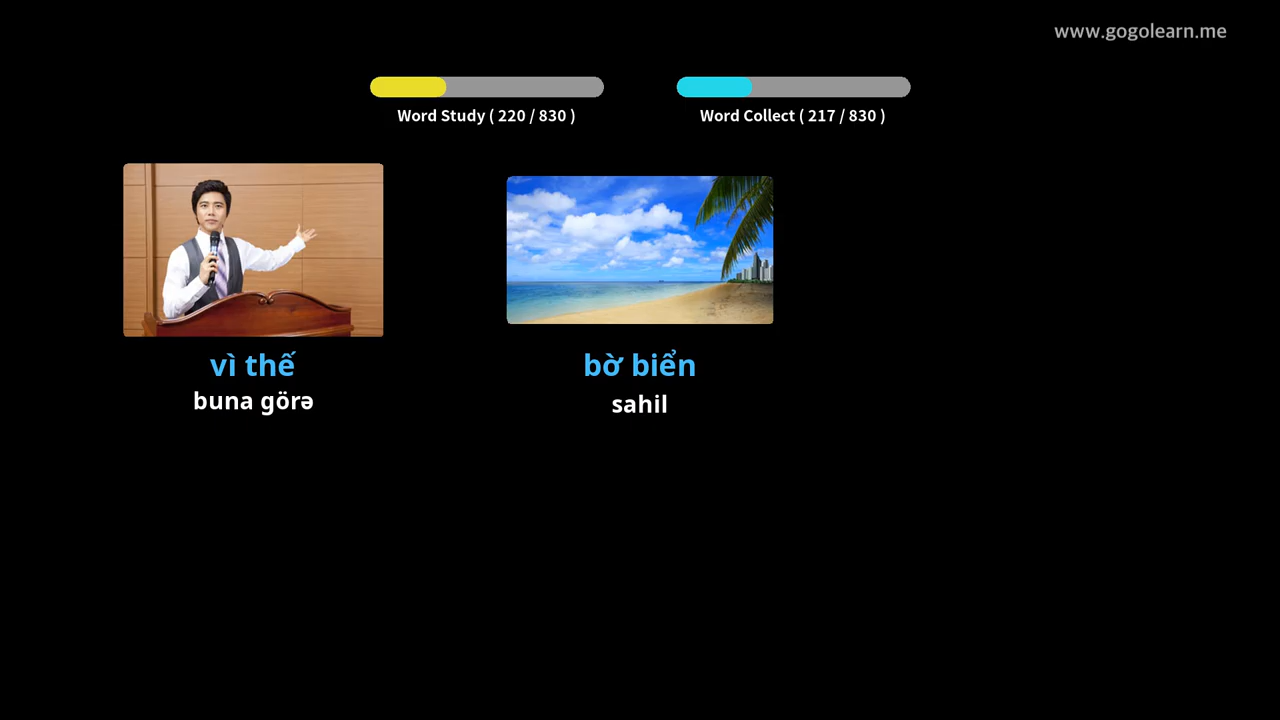 www.gogolearn.me
Word Study ( 220 / 830 )
Word Collect ( 217 / 830 )
vì thế
buna görə
bờ biển
sahil